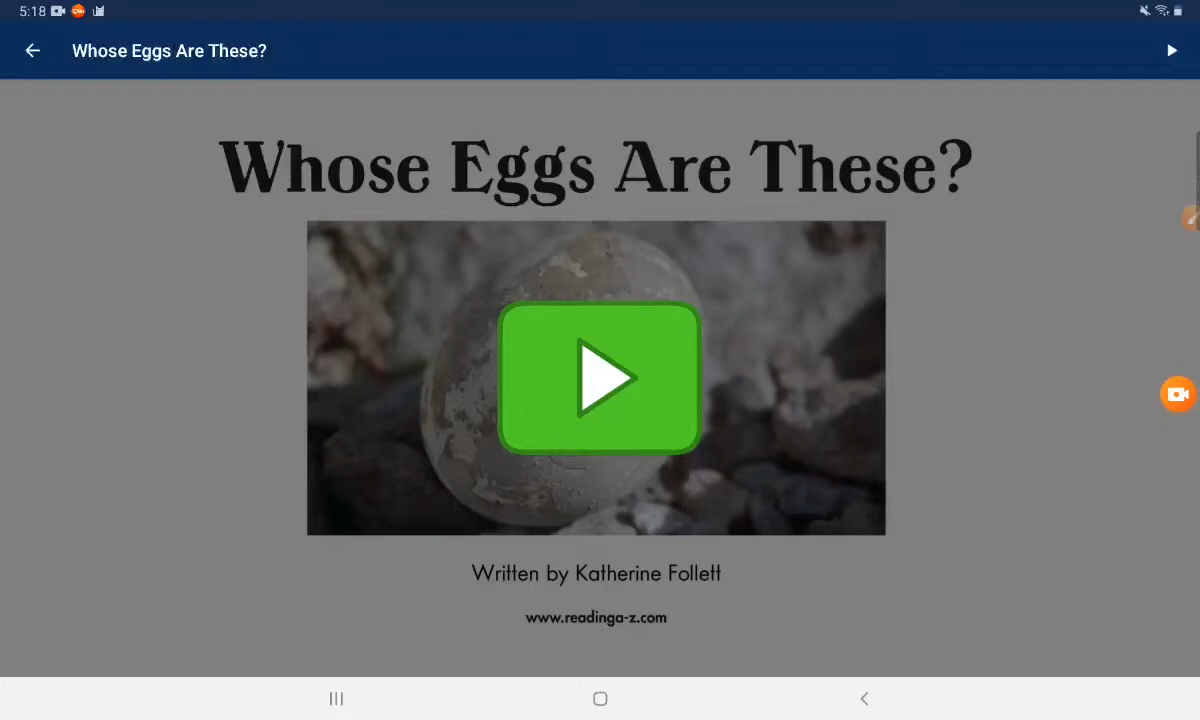 5:18
Whose Eggs Are These?
Whose Eggs Are These?
Written by Katherine Follett
www.readinga-z.com